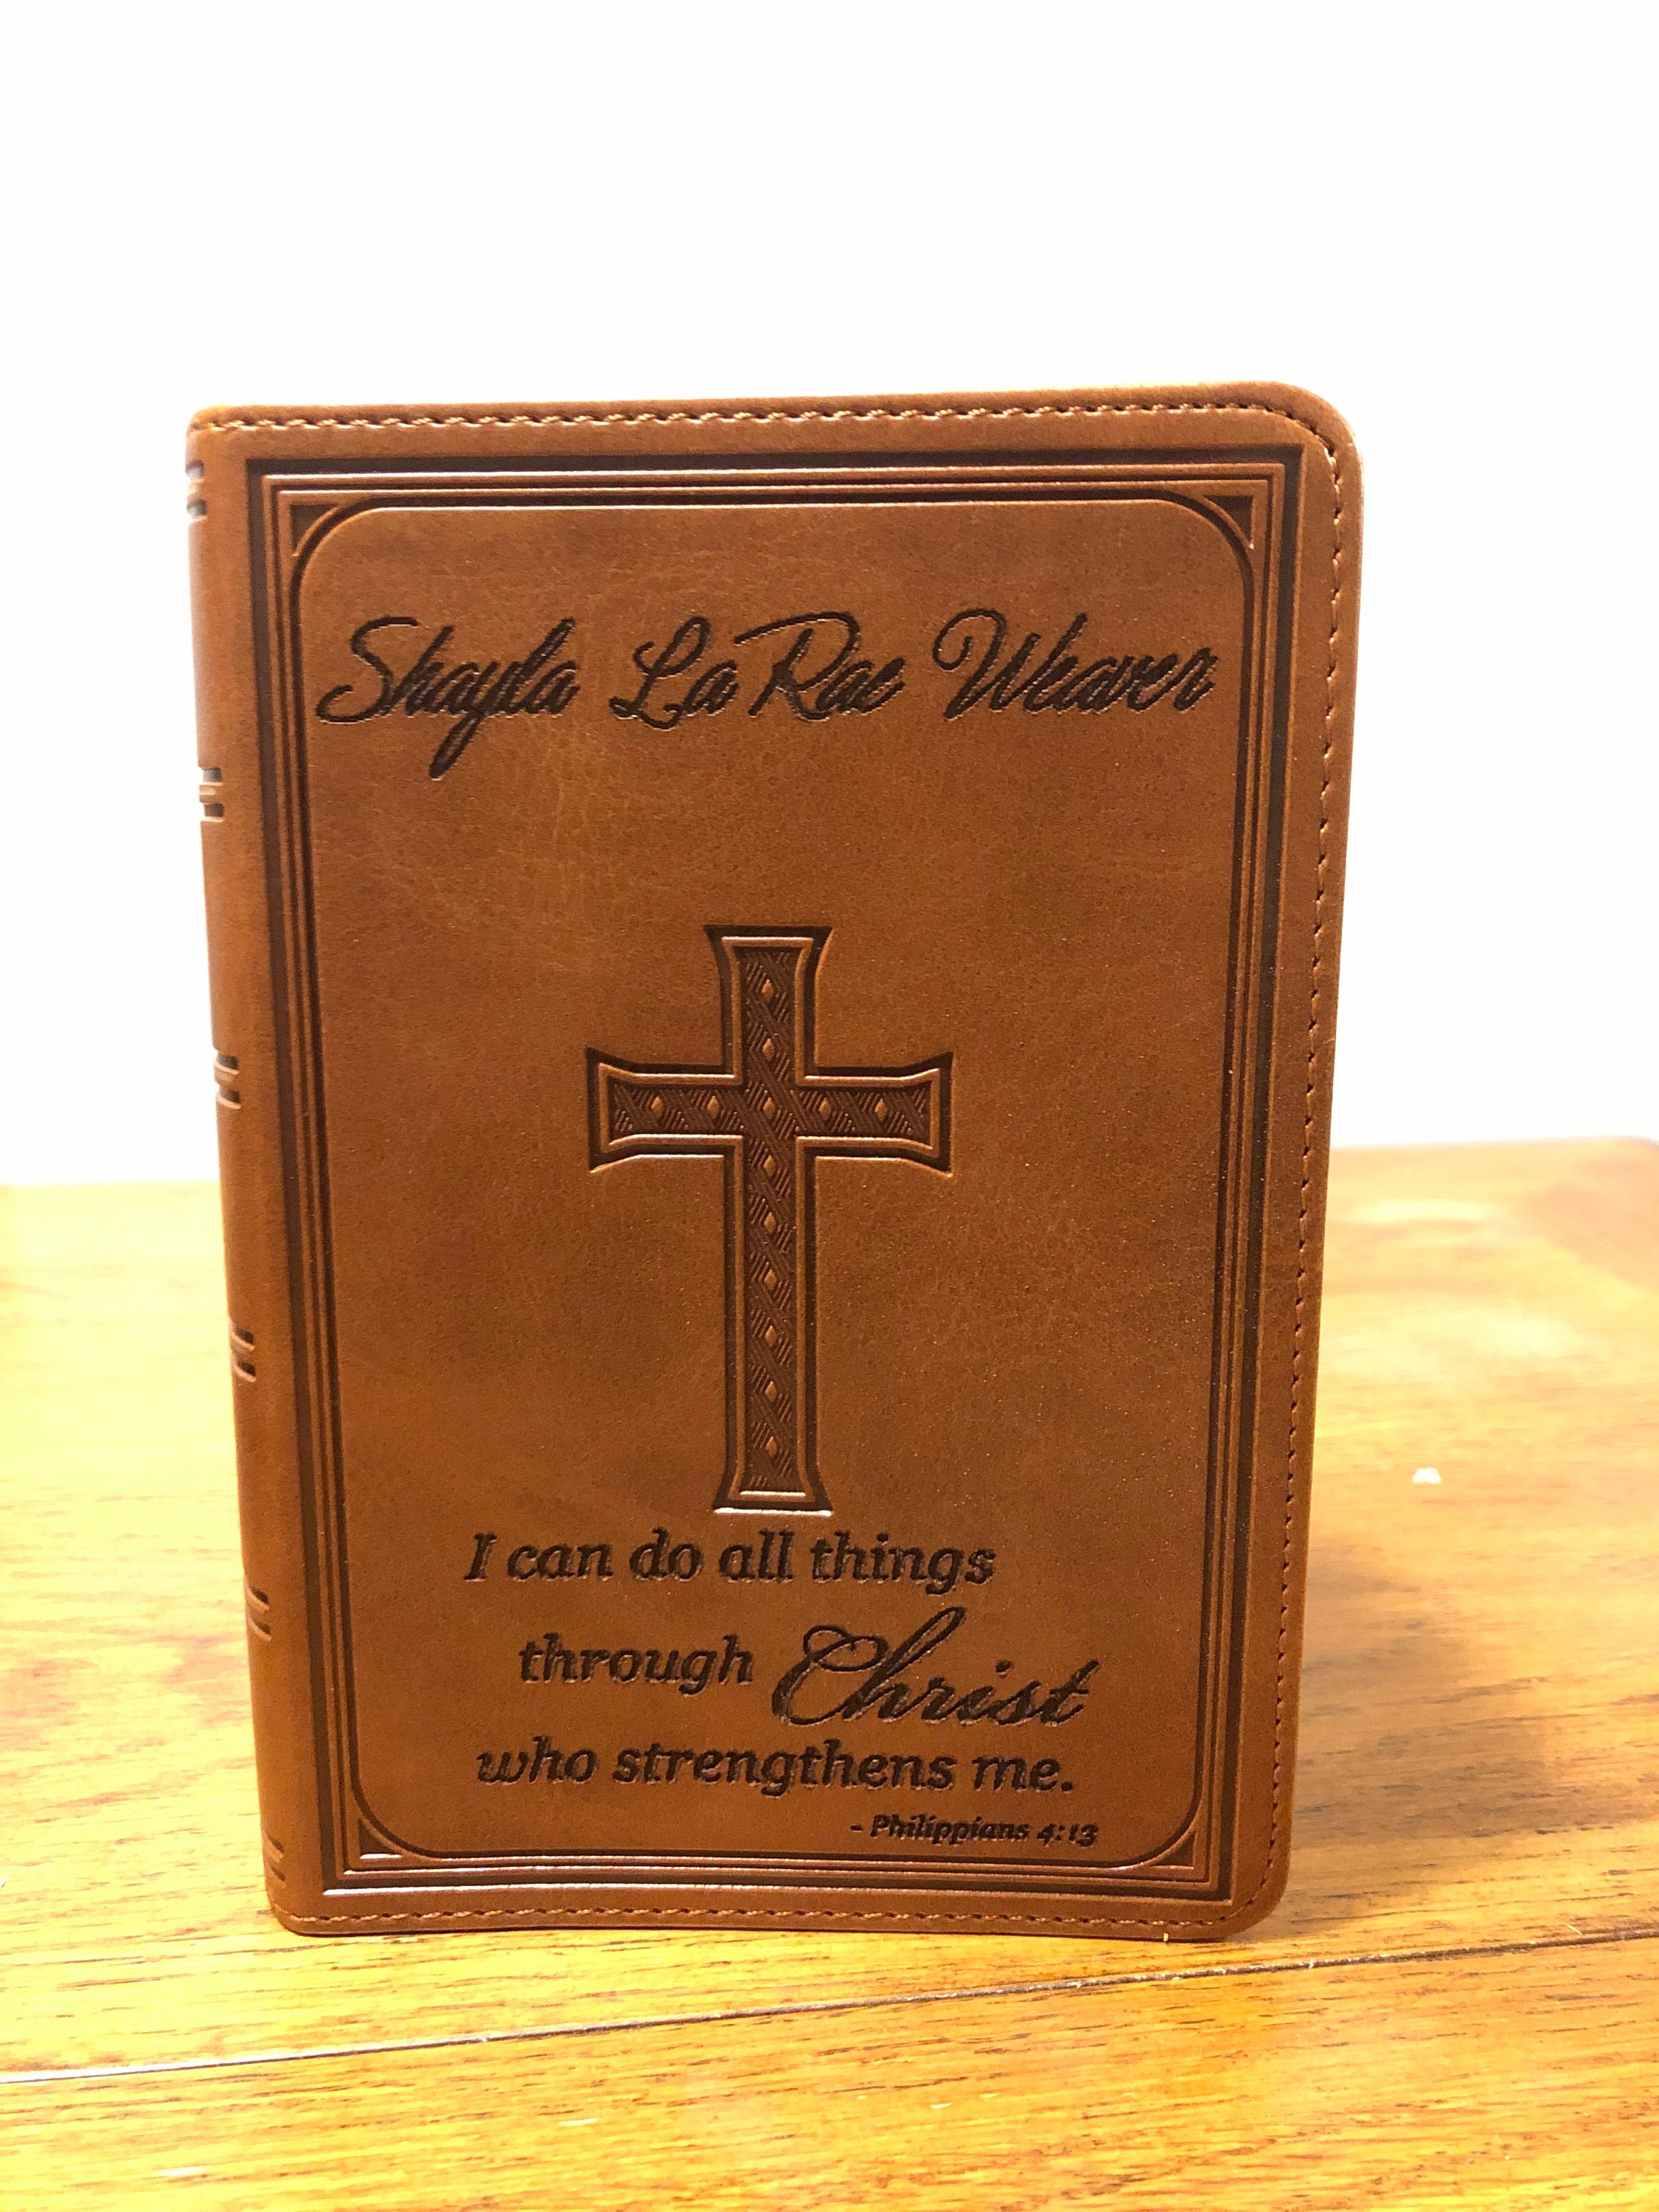 Shayla LaRae Weaver
I can do all things
through Christ
who strengthens me.
- Philippians 4:13